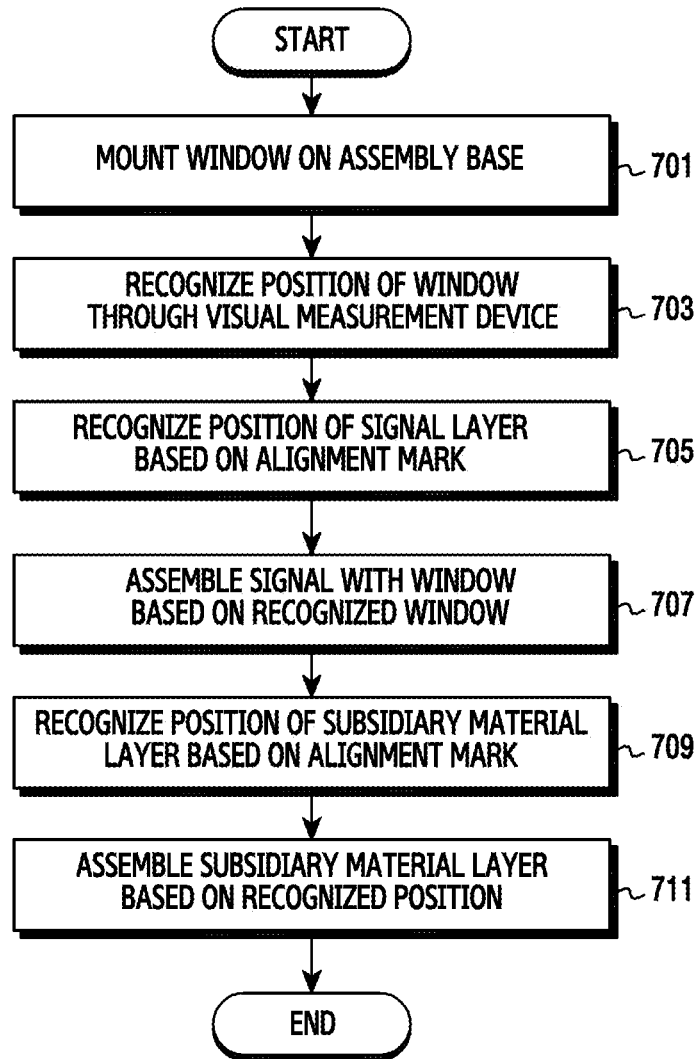 START
MOUNT WINDOW ON ASSEMBLY BASE
701
RECOGNIZE POSITION OF WINDOW
THROUGH VISUAL MEASUREMENT DEVICE
703
RECOGNIZE POSITION OF SIGNAL LAYER
BASED ON ALIGNMENT MARK
705
ASSEMBLE SIGNAL WITH WINDOW
BASED ON RECOGNIZED WINDOW
707
RECOGNIZE POSITION OF SUBSIDIARY MATERIAL
LAYER BASED ON ALIGNMENT MARK
709
ASSEMBLE SUBSIDIARY MATERIAL LAYER
BASED ON RECOGNIZED POSITION
711
END